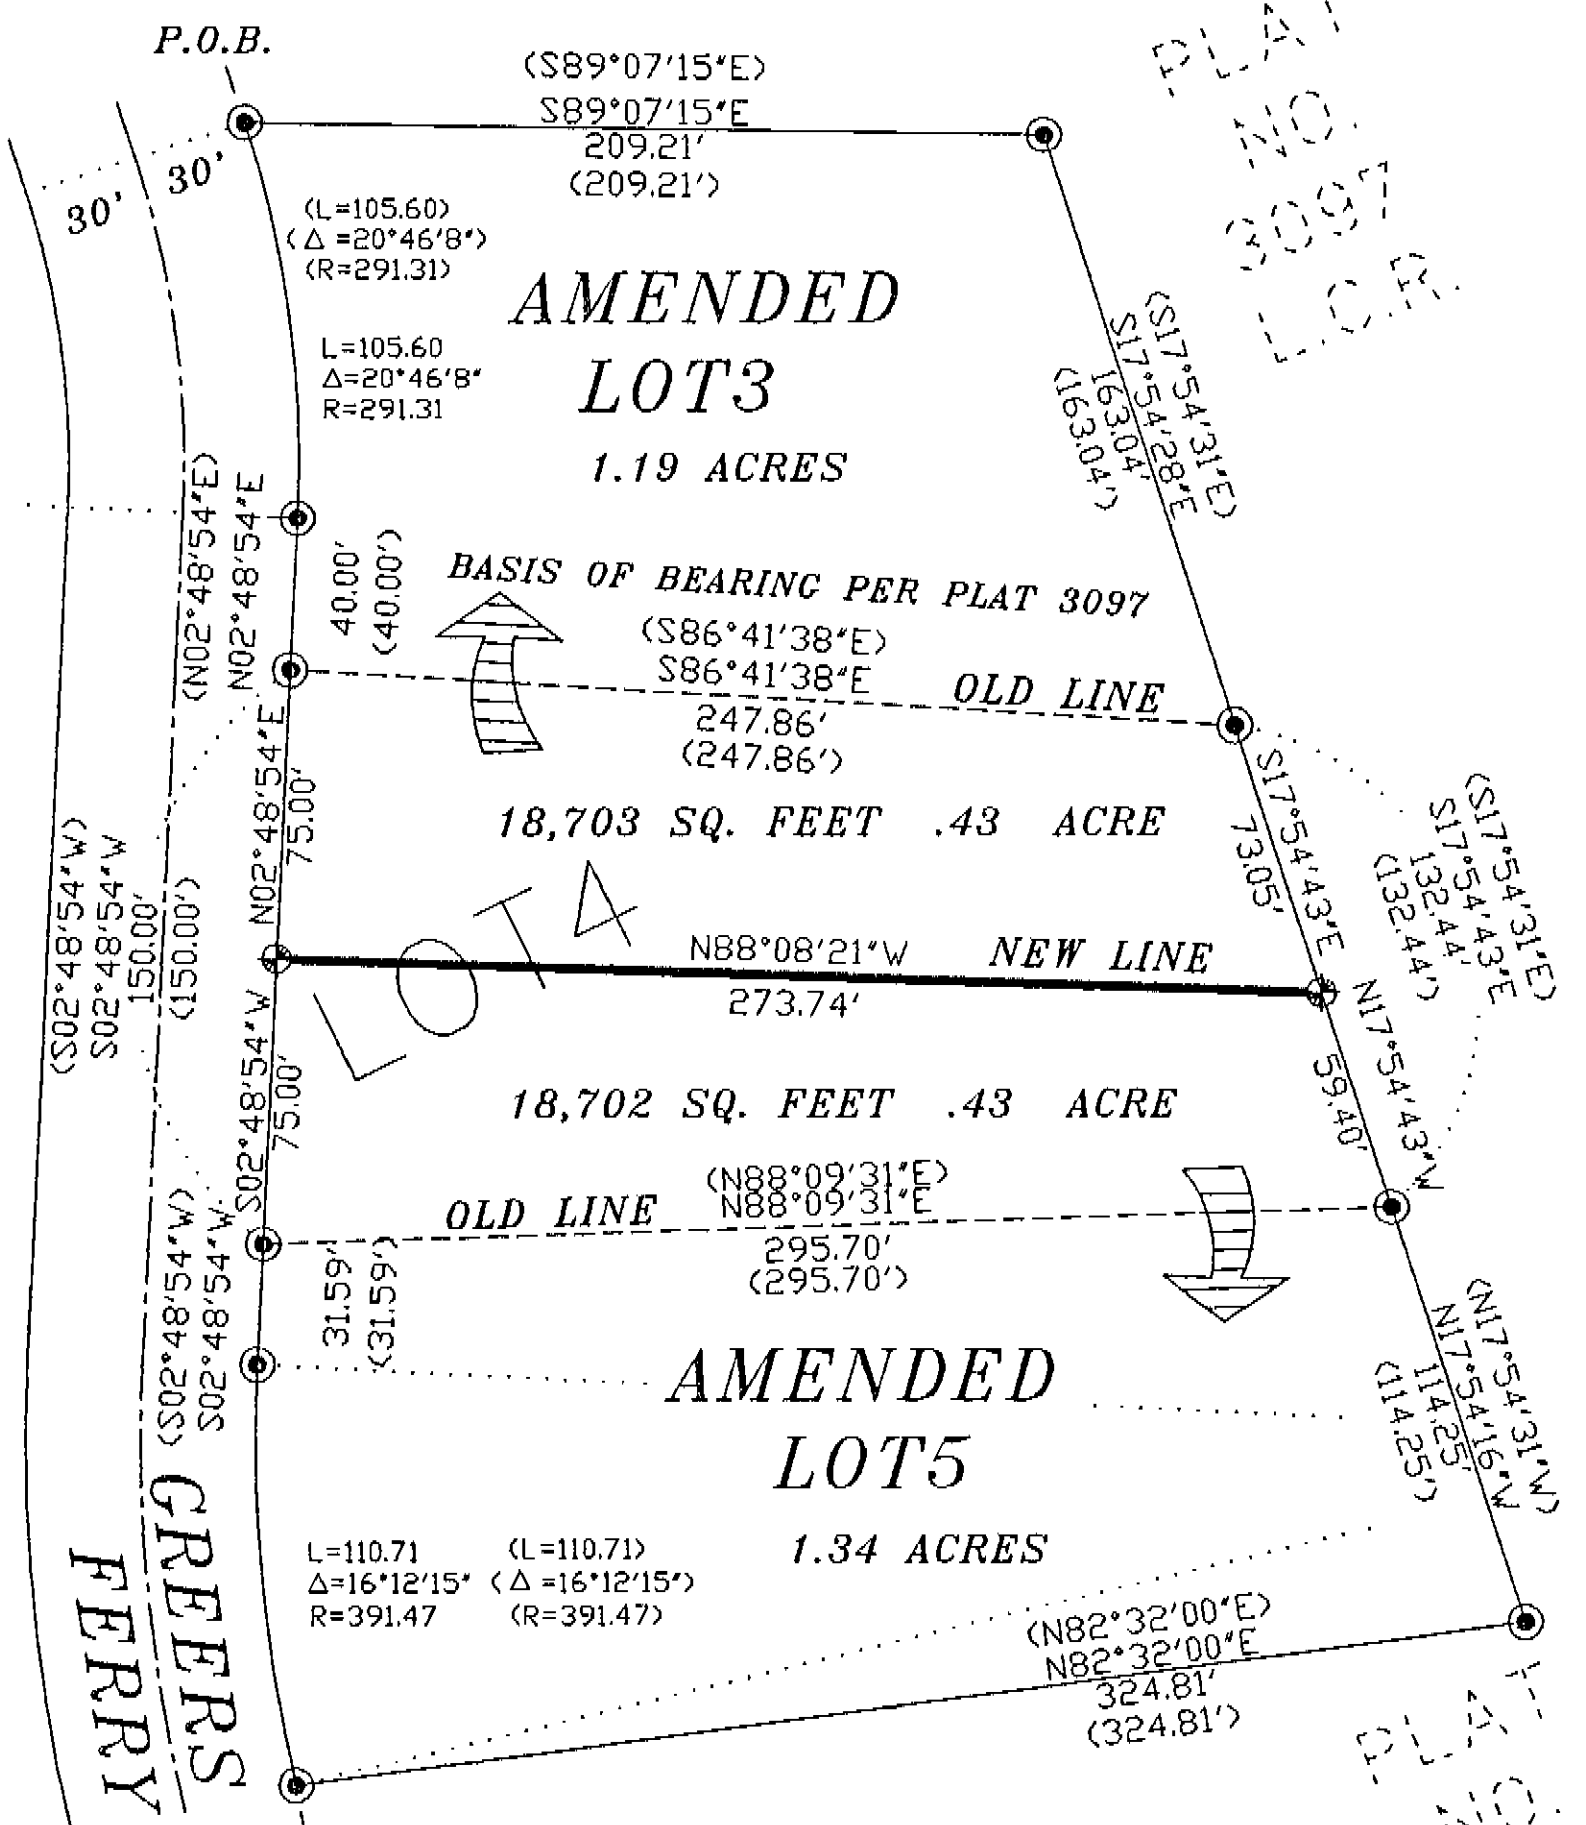 P.O.B.
(S89°07'15"E)
S89°07'15"E
209.21'
(209.21')
30'
30'
PLAT
NO.
3097
L.C.R.
(L=105.60)
(Δ =20°46'8")
(R=291.31)
L=105.60
Δ=20°46'8"
R=291.31
AMENDED
LOT3
1.19 ACRES
(S17°54'31"E)
S17°54'28"E
163.04'
(163.04')
(N02°48'54"E)
N02°48'54"E
40.00'
(40.00')
BASIS OF BEARING PER PLAT 3097
(S86°41'38"E)
S86°41'38"E
OLD LINE
247.86'
(247.86')
N02°48'54"E
75.00'
18,703 SQ. FEET .43 ACRE
S17°54'43"E
73.05'
(S17°54'31"E)
S17°54'43"E
132.44'
(132.44')
(S02°48'54"W)
S02°48'54"W
150.00'
(150.00')
LOT 4
N88°08'21"W
NEW LINE
273.74'
S02°48'54"W
75.00'
N17°54'43"W
59.40'
18,702 SQ. FEET .43 ACRE
(N88°09'31"E)
N88°09'31"E
OLD LINE
295.70'
(295.70')
(S02°48'54"W)
S02°48'54"W
31.59'
(31.59')
AMENDED
LOT5
1.34 ACRES
(N17°54'31"W)
N17°54'16"W
114.25'
(114.25')
L=110.71
Δ=16°12'15"
R=391.47
(L=110.71)
(Δ =16°12'15")
(R=391.47)
(N82°32'00"E)
N82°32'00"E
324.81'
(324.81')
GREERS
FERRY
PLAT
NO.